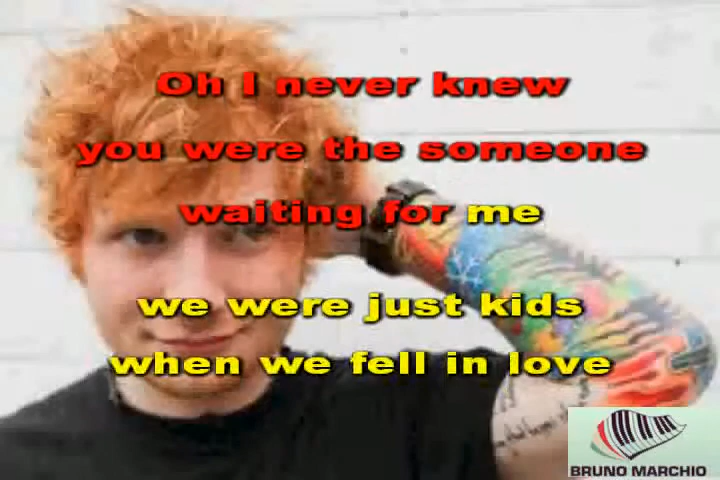 Oh I never knew
you were the someone
waiting for me
we were just kids
when we fell in love
BRUNO MARCHIO